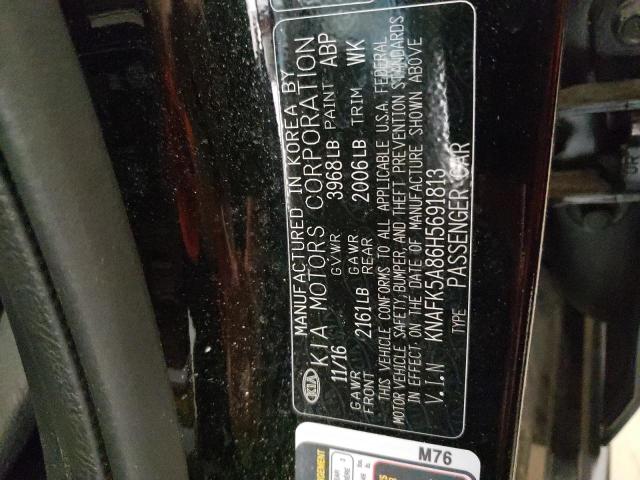 MANUFACTURED IN KOREA BY
KIA KIA MOTORS CORPORATION
11/16 GVWR 3968LB PAINT ABP
GAWR FRONT 2161LB GAWR REAR 2006LB TRIM WK
THIS VEHICLE CONFORMS TO ALL APPLICABLE U.S.A. FEDERAL
MOTOR VEHICLE SAFETY, BUMPER, AND THEFT PREVENTION STANDARDS
IN EFFECT ON THE DATE OF MANUFACTURE SHOWN ABOVE
V.I.N KNAFK5A86H5691813
TYPE PASSENGER CAR
M76